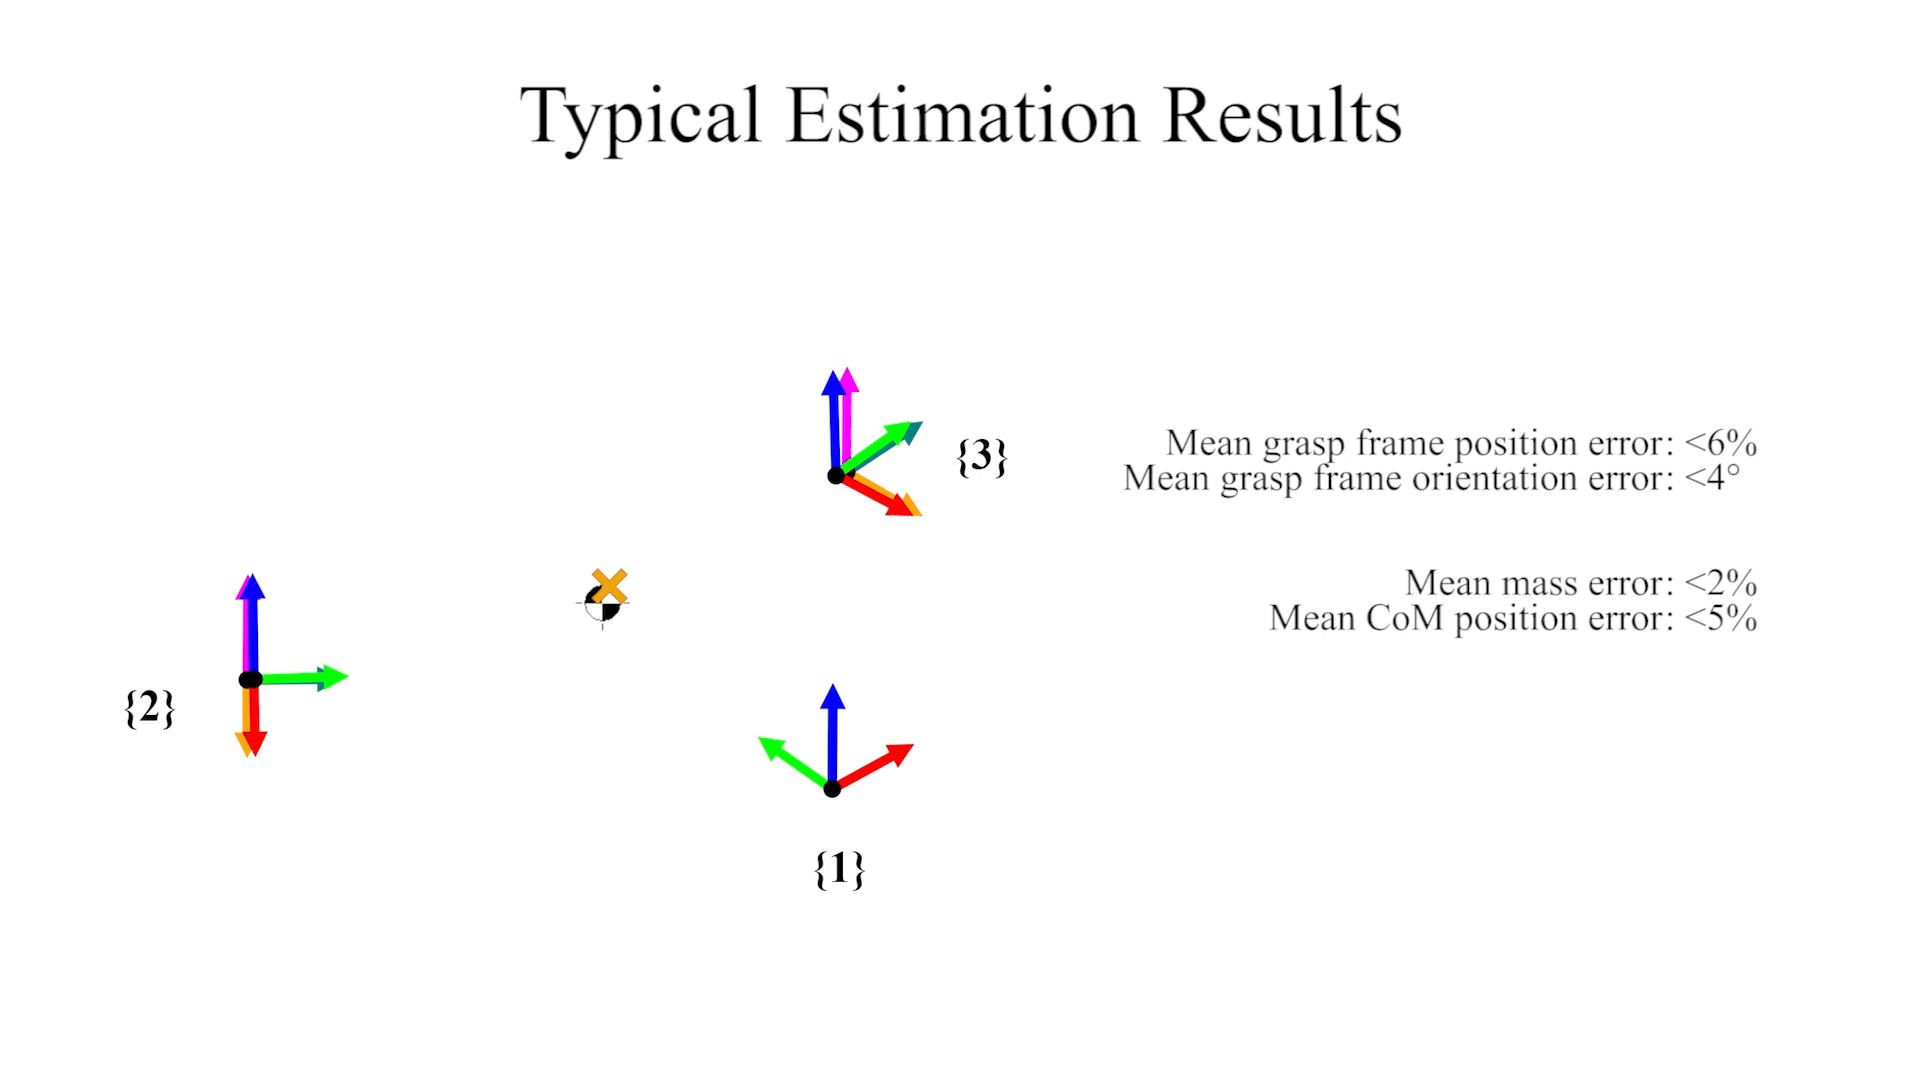 Typical Estimation Results
{3}
Mean grasp frame position error: <6%
Mean grasp frame orientation error: <4°
Mean mass error: <2%
Mean CoM position error: <5%
{2}
{1}